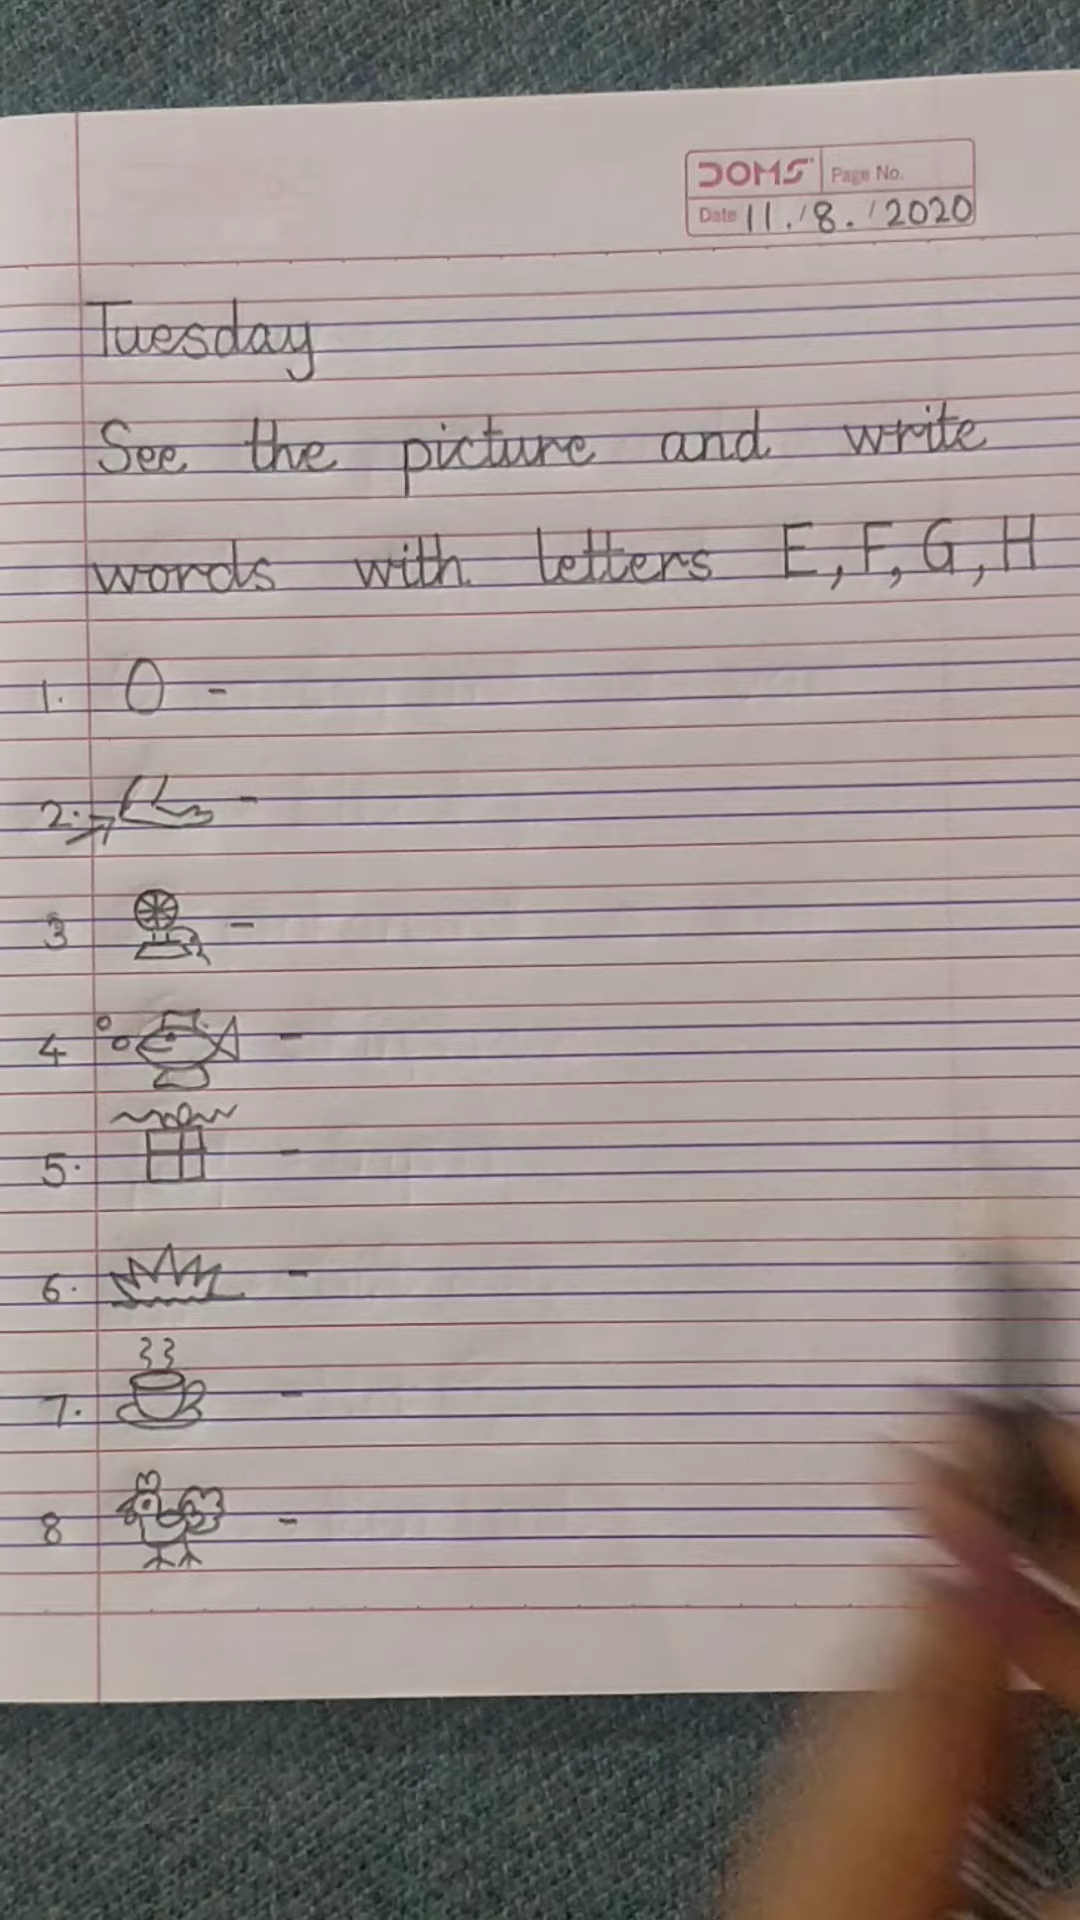 DOMS Page No.
Date 11./8./2020
Tuesday
See the picture and write
words with letters E, F, G, H
1. -
2. -
3 -
4 -
5. -
6. -
7. -
8 -